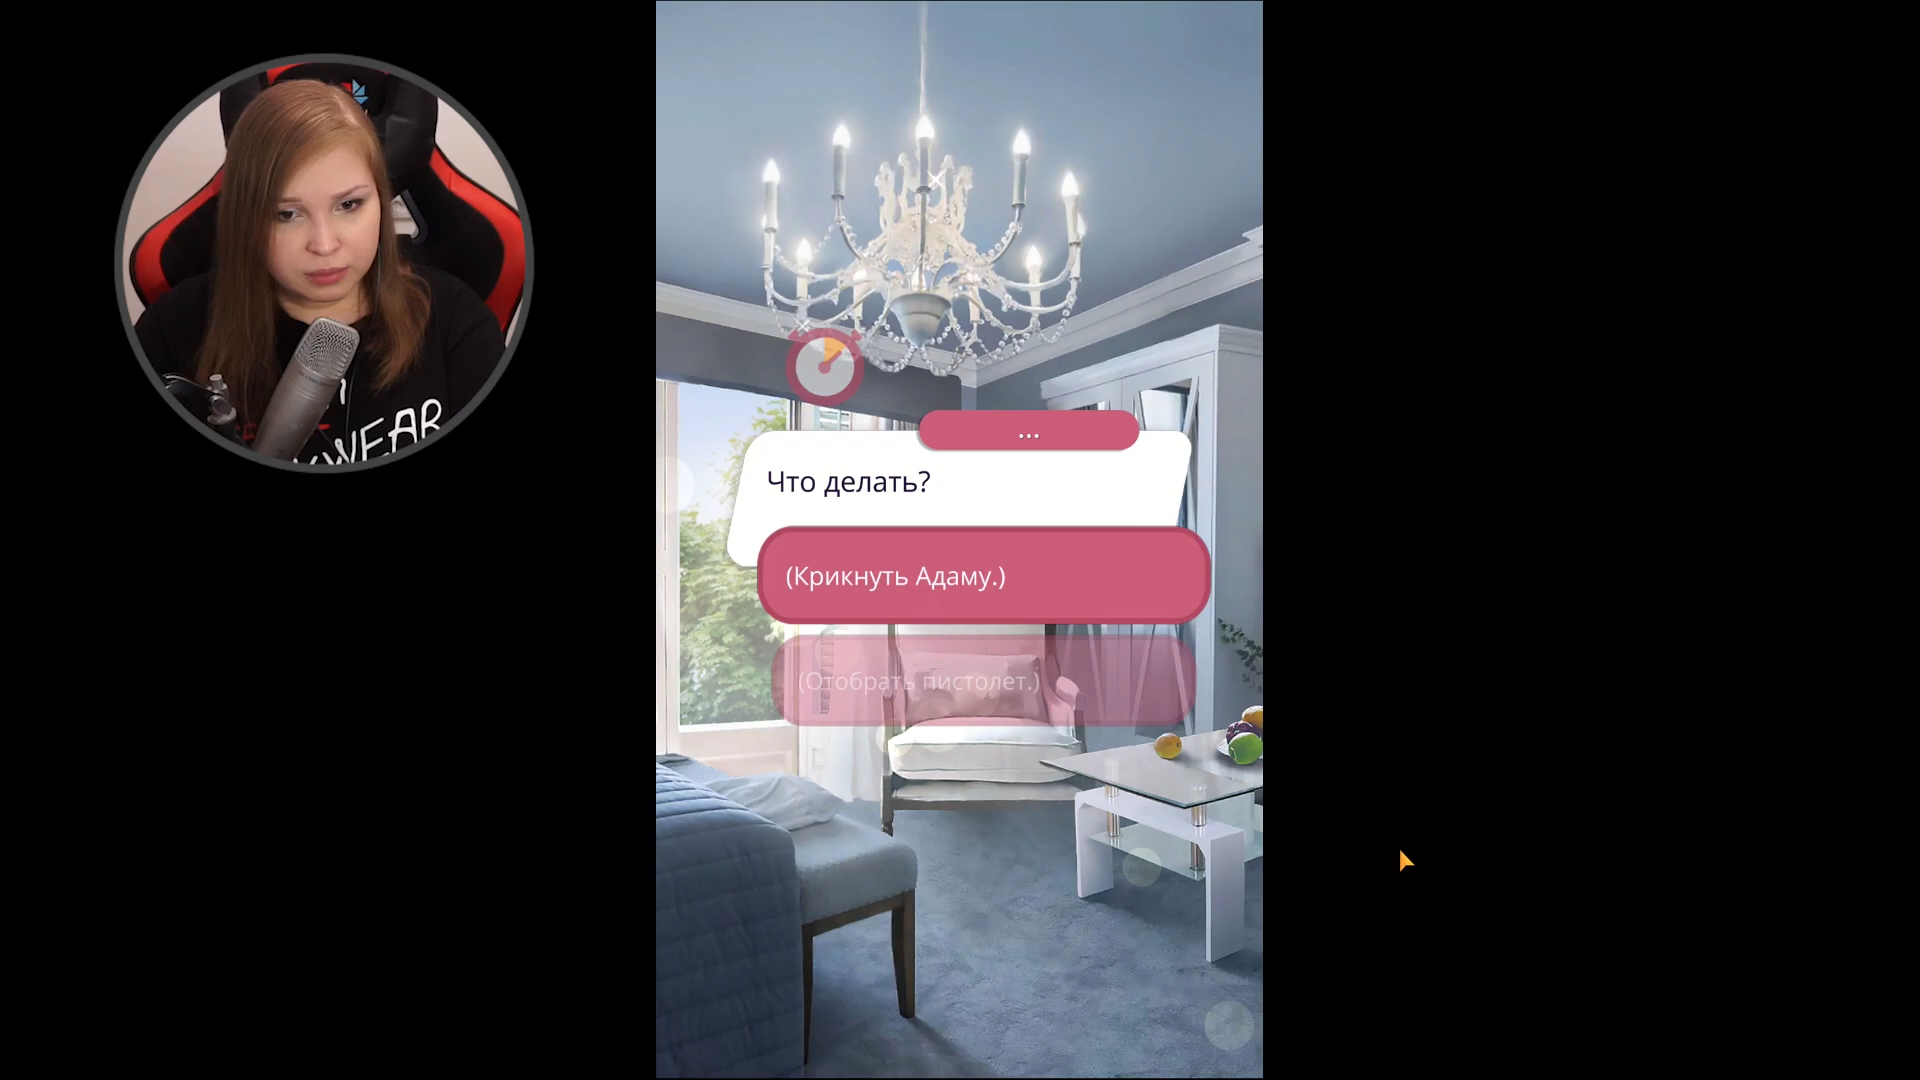 ...
Что делать?
(Крикнуть Адаму.)
(Отобрать пистолет.)
WEAR